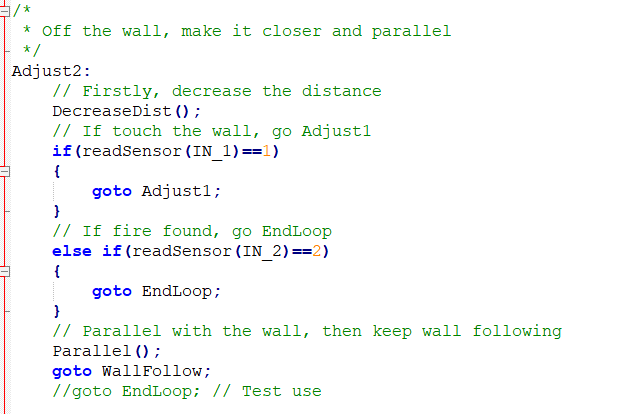 /*
 * Off the wall, make it closer and parallel
 */
Adjust2:
    // Firstly, decrease the distance
    DecreaseDist();
    // If touch the wall, go Adjust1
    if(readSensor(IN_1)==1)
    {
        goto Adjust1;
    }
    // If fire found, go EndLoop
    else if(readSensor(IN_2)==2)
    {
        goto EndLoop;
    }
    // Parallel with the wall, then keep wall following
    Parallel();
    goto WallFollow;
    //goto EndLoop; // Test use